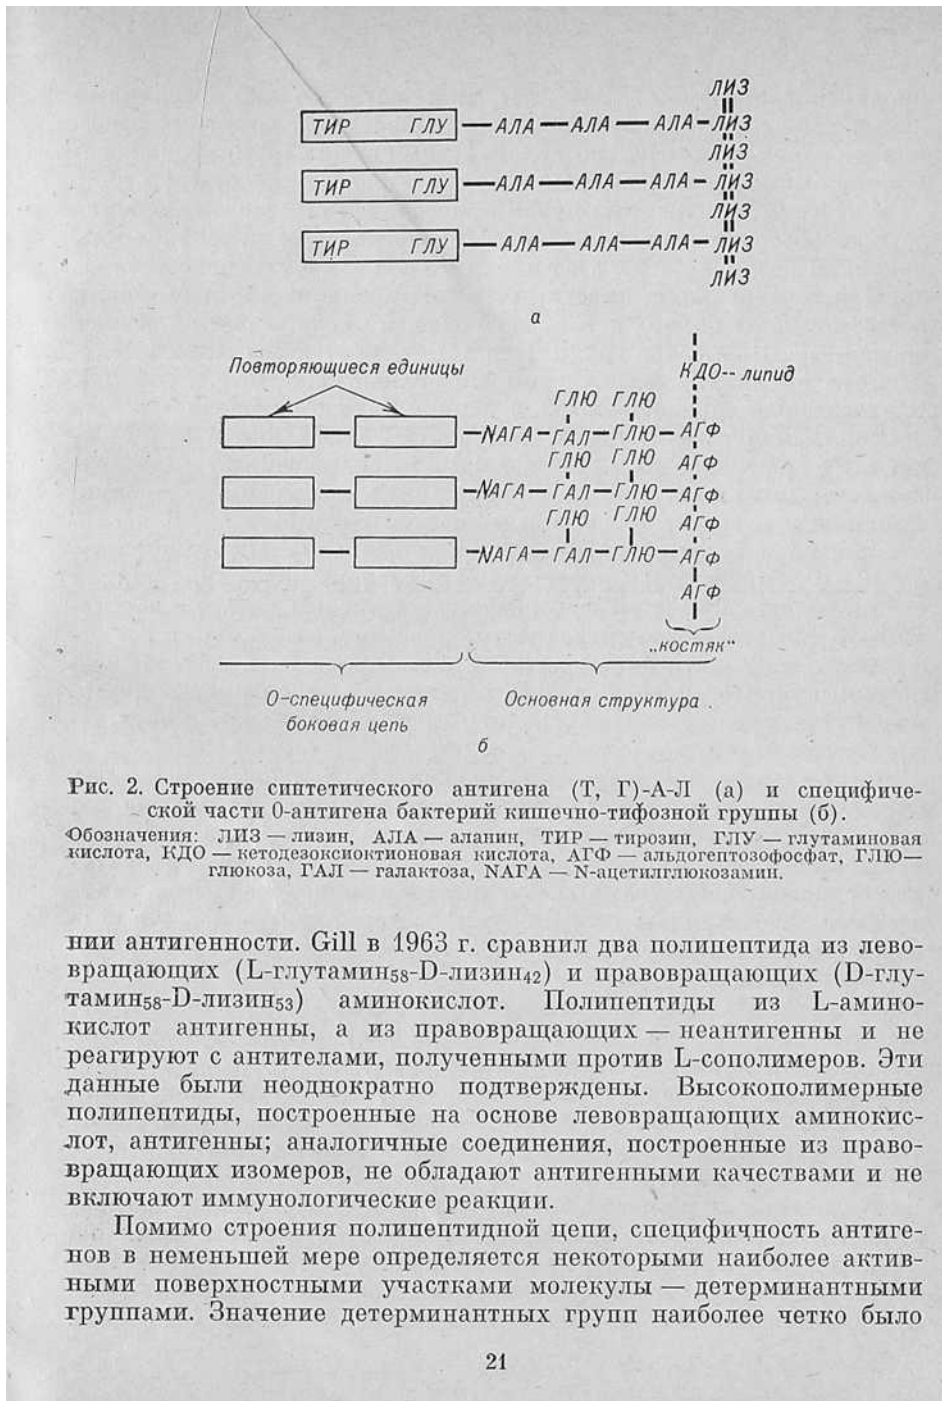 ЛИЗ
ТИР ГЛУ — АЛА — АЛА — АЛА – ЛИЗ
ЛИЗ
ТИР ГЛУ — АЛА — АЛА — АЛА – ЛИЗ
ЛИЗ
ТИР ГЛУ — АЛА — АЛА — АЛА – ЛИЗ
ЛИЗ
а
Повторяющиеся единицы
КДО -- липид
ГЛЮ ГЛЮ
— NАГА – ГАЛ – ГЛЮ – АГФ
ГЛЮ ГЛЮ АГФ
– NАГА – ГАЛ – ГЛЮ – АГФ
ГЛЮ ГЛЮ АГФ
– NАГА – ГАЛ – ГЛЮ – АГФ
АГФ
„костяк“
О-специфическая Основная структура
боковая цепь
б
Рис. 2. Строение синтетического антигена (Т, Г)-А-Л (а) и специфиче-
ской части О-антигена бактерий кишечно-тифозной группы (б).
Обозначения: ЛИЗ — лизин, АЛА — аланин, ТИР — тирозин, ГЛУ — глутаминовая
кислота, КДО — кетодезоксиоктионовая кислота, АГФ — альдогептозофосфат, ГЛЮ—
глюкоза, ГАЛ — галактоза, NАГА — N-ацетилглюкозамин.
нии антигенности. Gill в 1963 г. сравнил два полипептида из лево-
вращающих (L-глутамин58-D-лизин42) и правовращающих (D-глу-
тамин58-D-лизин53) аминокислот. Полипептиды из L-амино-
кислот антигенны, а из правовращающих — неантигенны и не
реагируют с антителами, полученными против L-сополимеров. Эти
данные были неоднократно подтверждены. Высокополимерные
полипептиды, построенные на основе левовращающих аминокис-
лот, антигенны; аналогичные соединения, построенные из право-
вращающих изомеров, не обладают антигенными качествами и не
включают иммунологические реакции.
Помимо строения полипептидной цепи, специфичность антиге-
нов в неменьшей мере определяется некоторыми наиболее актив-
ными поверхностными участками молекулы — детерминантными
группами. Значение детерминантных групп наиболее четко было
21